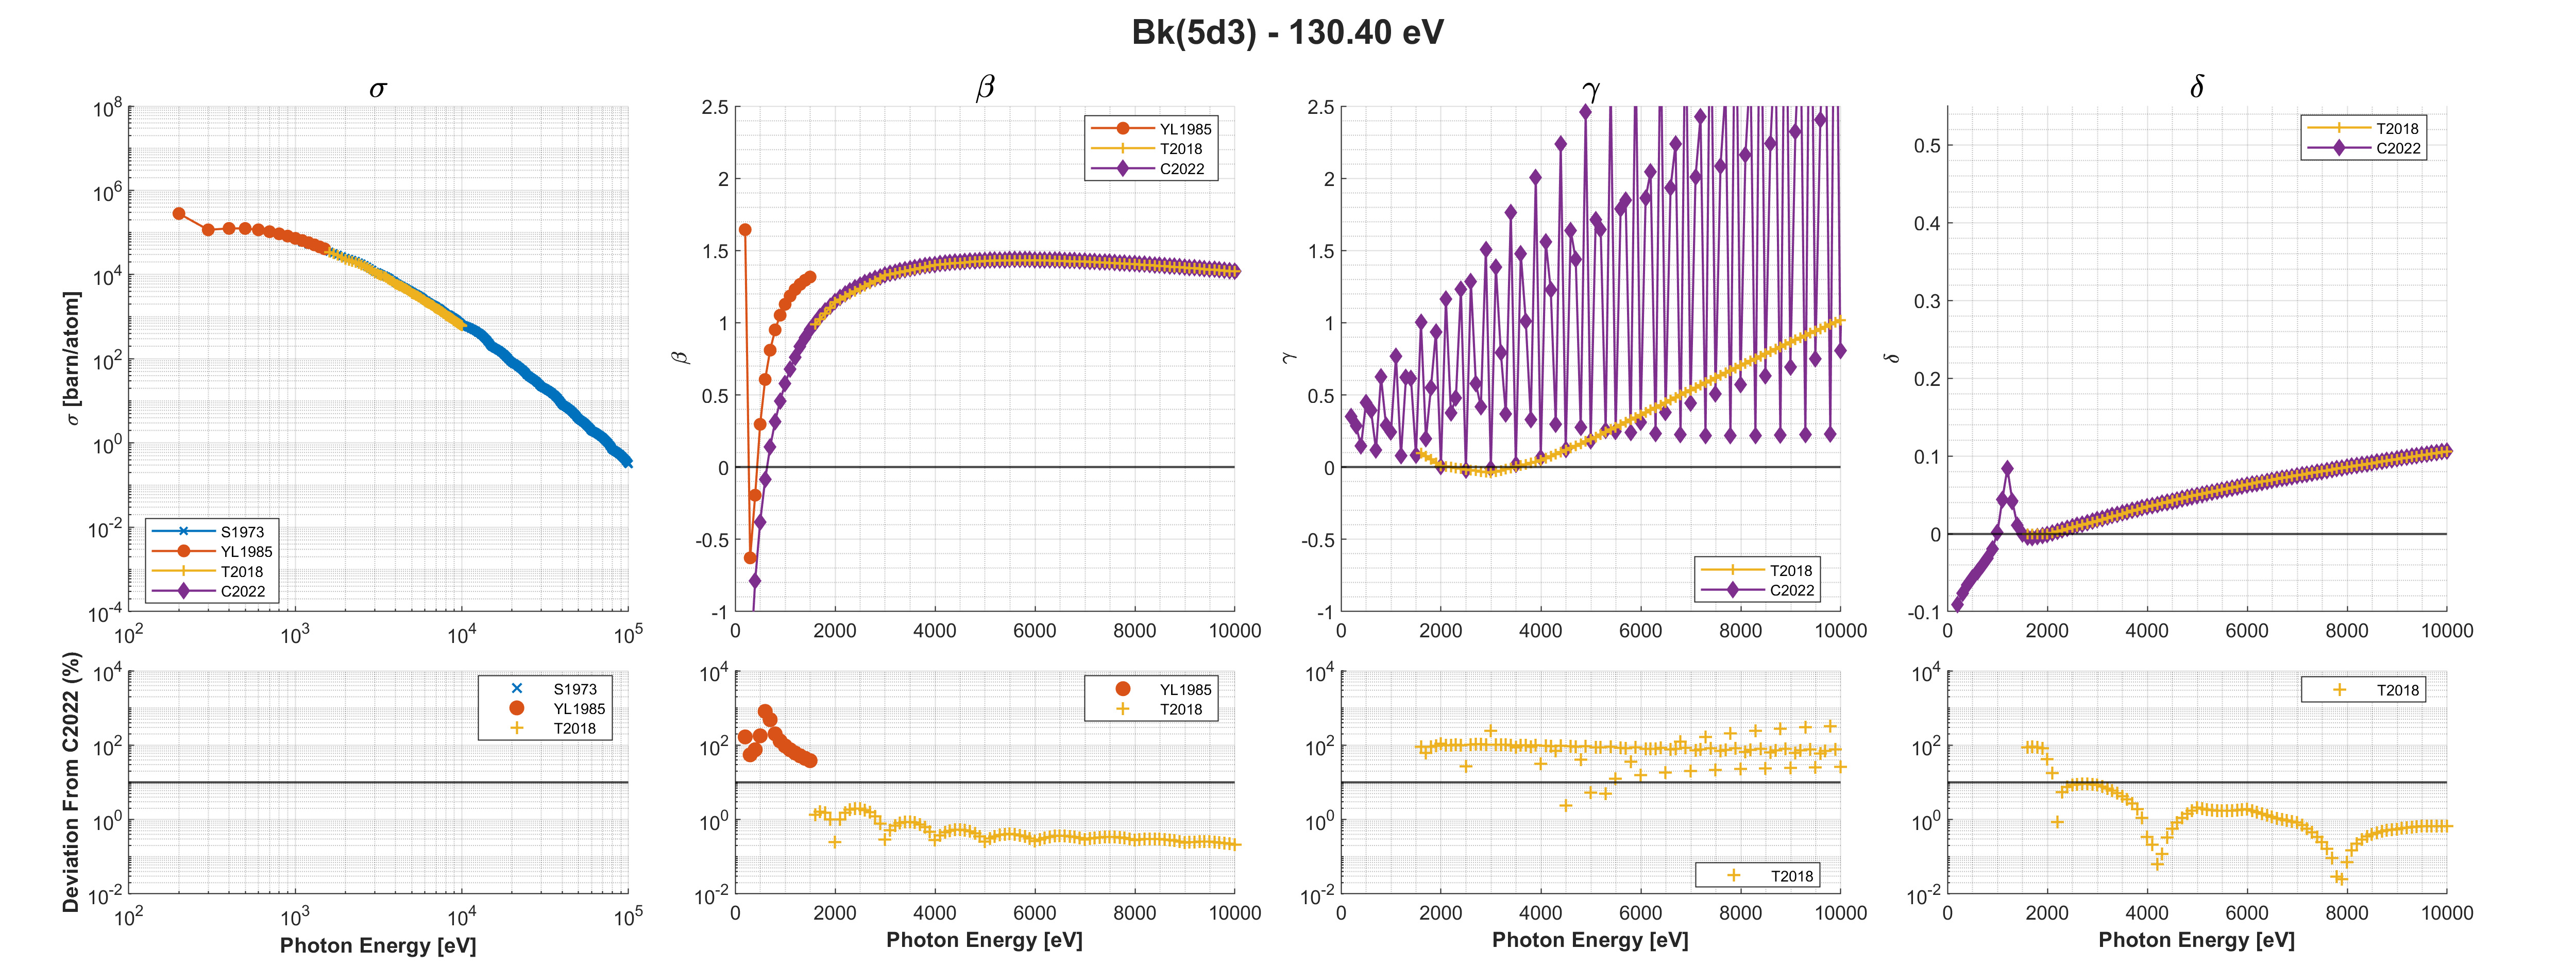 Bk(5d3) - 130.40 eV
σ
σ [barn/atom]
10^8
10^6
10^4
10^2
10^0
10^-2
10^-4
10^2
10^3
10^4
10^5
S1973
YL1985
T2018
C2022
β
β
2.5
2
1.5
1
0.5
0
-0.5
-1
0
2000
4000
6000
8000
10000
YL1985
T2018
C2022
γ
γ
2.5
2
1.5
1
0.5
0
-0.5
-1
0
2000
4000
6000
8000
10000
T2018
C2022
δ
δ
0.5
0.4
0.3
0.2
0.1
0
-0.1
0
2000
4000
6000
8000
10000
T2018
C2022
Deviation From C2022 (%)
10^4
10^2
10^0
10^-2
10^2
10^3
10^4
10^5
S1973
YL1985
T2018
Photon Energy [eV]
10^4
10^2
10^0
10^-2
0
2000
4000
6000
8000
10000
YL1985
T2018
Photon Energy [eV]
10^4
10^2
10^0
10^-2
0
2000
4000
6000
8000
10000
T2018
Photon Energy [eV]
10^4
10^2
10^0
10^-2
0
2000
4000
6000
8000
10000
T2018
Photon Energy [eV]